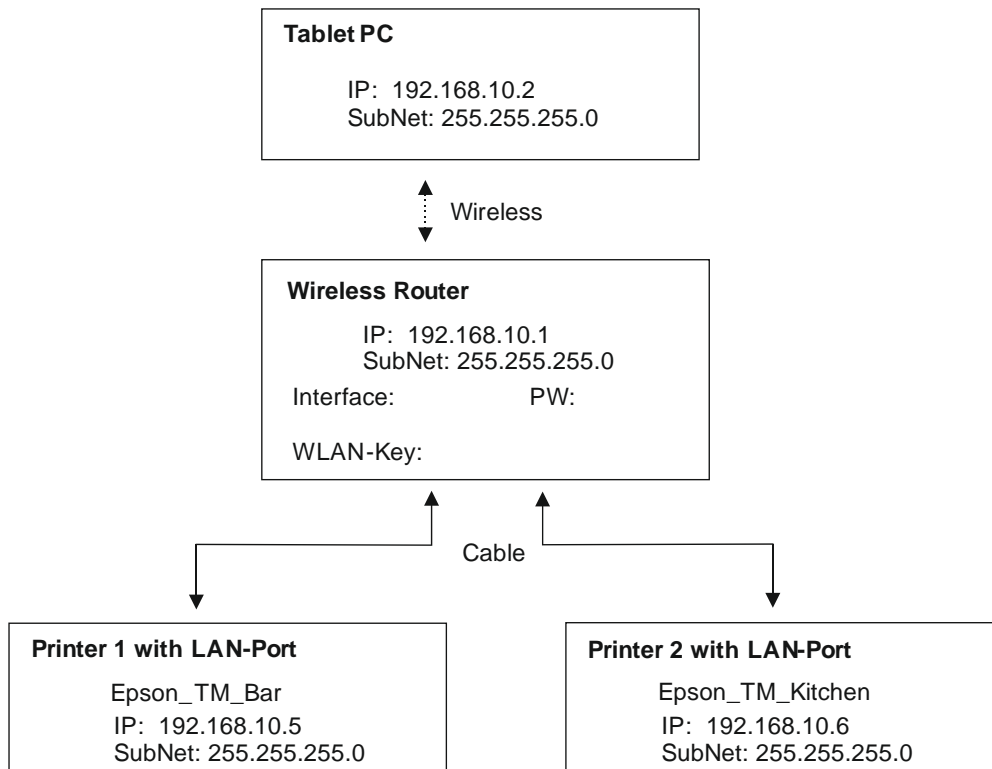 Tablet PC
IP: 192.168.10.2
SubNet: 255.255.255.0
Wireless
Wireless Router
IP: 192.168.10.1
SubNet: 255.255.255.0
Interface: PW:
WLAN-Key:
Cable
Printer 1 with LAN-Port
Epson_TM_Bar
IP: 192.168.10.5
SubNet: 255.255.255.0
Printer 2 with LAN-Port
Epson_TM_Kitchen
IP: 192.168.10.6
SubNet: 255.255.255.0